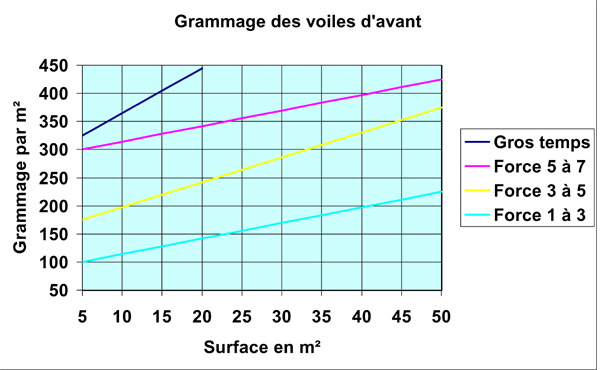 Grammage des voiles d'avant
450
400
350
300
250
200
150
100
50
Grammage par m²
5 10 15 20 25 30 35 40 45 50
Surface en m²
Gros temps
Force 5 à 7
Force 3 à 5
Force 1 à 3